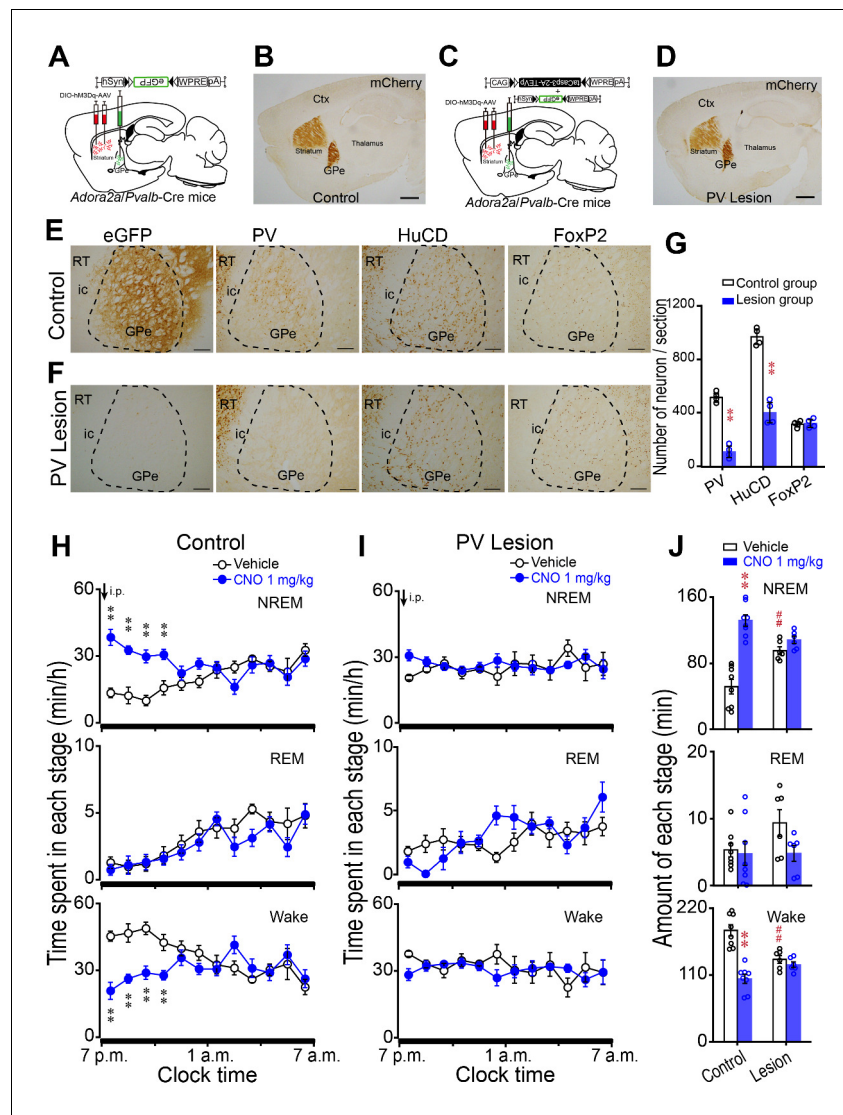 A
hSyn eGFP WPRE pA
DIO-hM3Dq-AAV
Striatum
GPe
Adora2a/Pvalb-Cre mice
B
mCherry
Ctx
Striatum
Thalamus
GPe
Control
C
CAG taCasp3-2A-TEVp WPRE pA
+
hSyn eGFP WPRE pA
DIO-hM3Dq-AAV
Striatum
GPe
Adora2a/Pvalb-Cre mice
D
mCherry
Ctx
Striatum
Thalamus
GPe
PV Lesion
E
eGFP PV HuCD FoxP2
Control
RT RT RT RT
ic ic ic ic
GPe GPe GPe GPe
F
PV Lesion
RT RT RT RT
ic ic ic ic
GPe GPe GPe GPe
G
Control group
Lesion group
Number of neuron / section
1200
800
400
0
**
**
PV HuCD FoxP2
H
Control
Vehicle
CNO 1 mg/kg
i.p.
** ** ** **
NREM
60
30
0
REM
10
5
0
Wake
60
30
0
** ** ** **
Time spent in each stage (min/h)
7 p.m. 1 a.m. 7 a.m.
Clock time
I
PV Lesion
Vehicle
CNO 1 mg/kg
i.p.
NREM
60
30
0
REM
10
5
0
Wake
60
30
0
Time spent in each stage (min/h)
7 p.m. 1 a.m. 7 a.m.
Clock time
J
Vehicle
CNO 1 mg/kg
NREM
**
##
160
80
0
REM
20
10
0
Wake
**
##
220
110
0
Amount of each stage (min)
Control Lesion